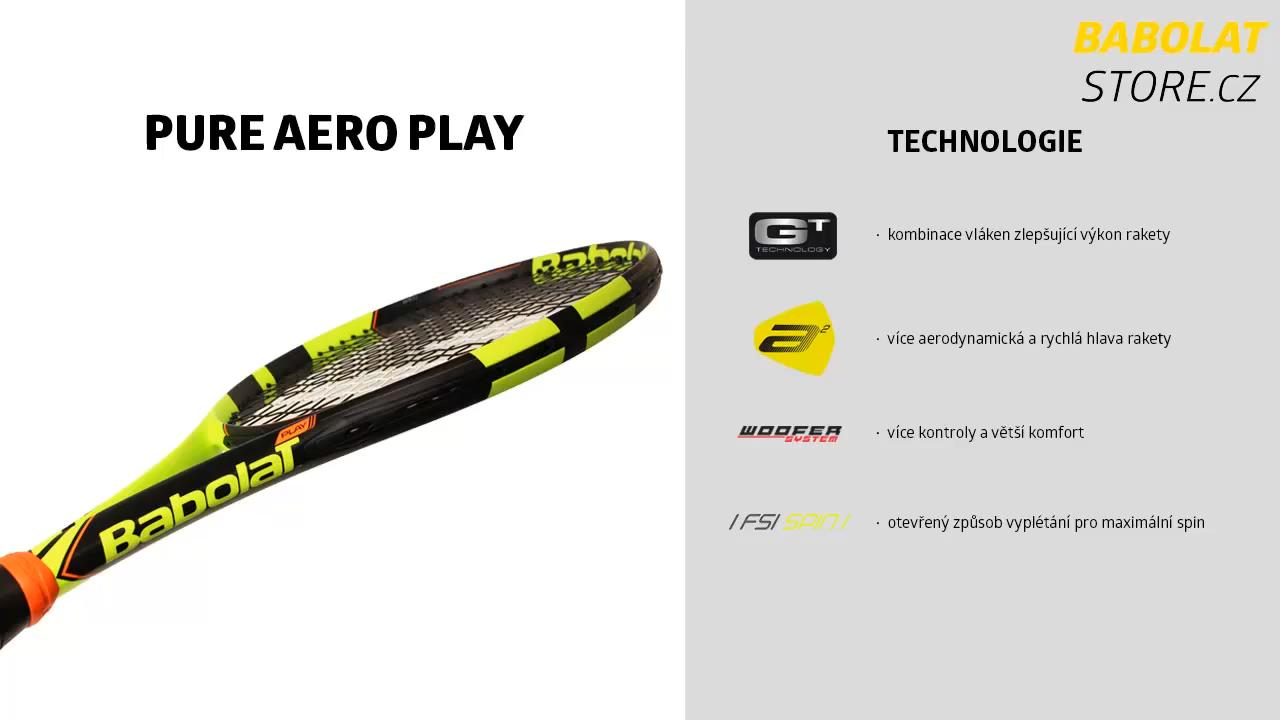 BABOLAT
STORE.CZ
PURE AERO PLAY
TECHNOLOGIE
GT
TECHNOLOGY
· kombinace vláken zlepšující výkon rakety
a2
· více aerodynamická a rychlá hlava rakety
WOOFER
SYSTEM
· více kontroly a větší komfort
/ FSI SPIN /
· otevřený způsob vyplétání pro maximální spin
Babolat
PLAY
Babolat